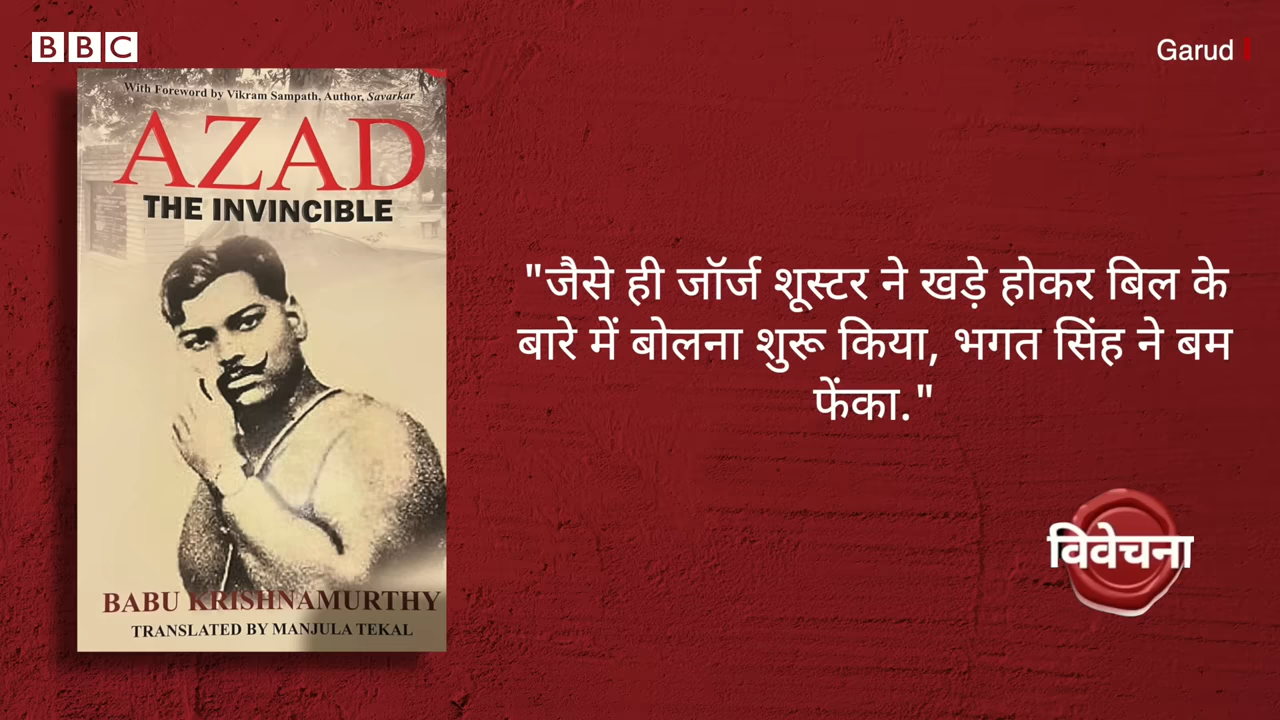 BBC
Garud
With Foreword by Vikram Sampath, Author, Savarkar
AZAD
THE INVINCIBLE
BABU KRISHNAMURTHY
TRANSLATED BY MANJULA TEKAL
"जैसे ही जॉर्ज शूस्टर ने खड़े होकर बिल के
बारे में बोलना शुरू किया, भगत सिंह ने बम
फेंका."
विवेचना